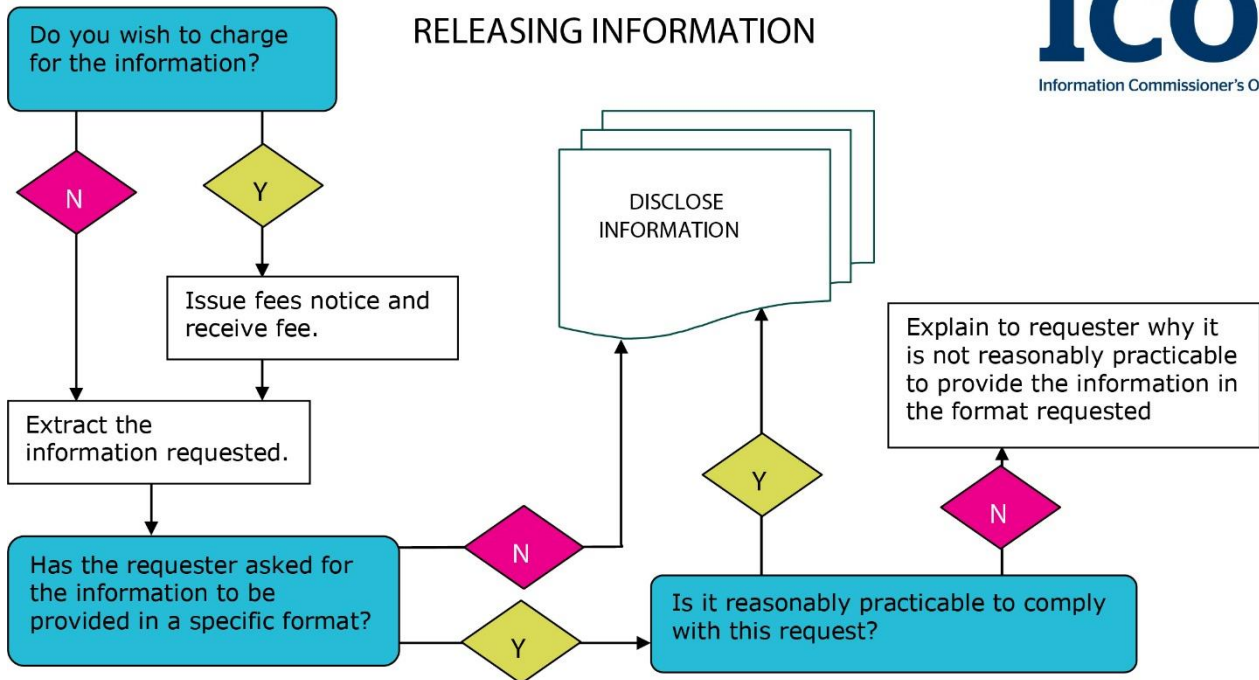 RELEASING INFORMATION
ico
Information Commissioner's O
Do you wish to charge
for the information?
N
Y
Issue fees notice and
receive fee.
Extract the
information requested.
Has the requester asked for
the information to be
provided in a specific format?
N
Y
DISCLOSE
INFORMATION
Y
Is it reasonably practicable to comply
with this request?
N
Explain to requester why it
is not reasonably practicable
to provide the information in
the format requested